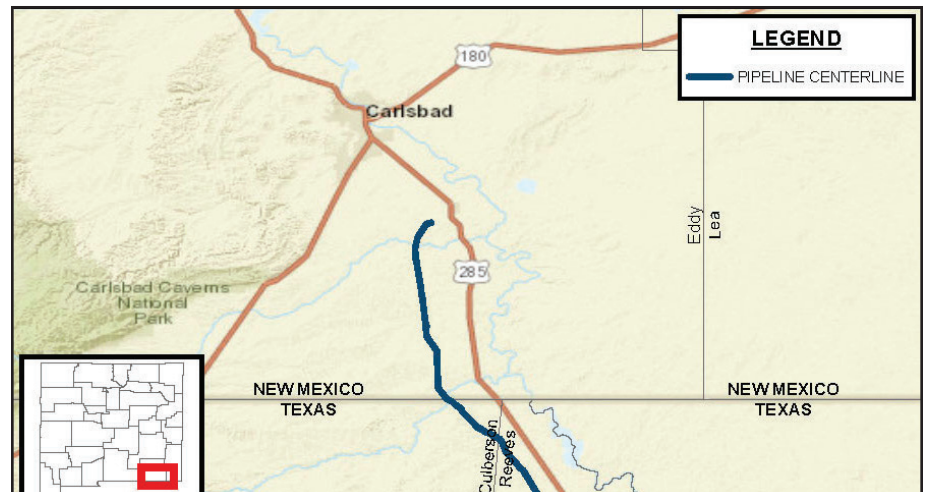 LEGEND
PIPELINE CENTERLINE
180
Carlsbad
Eddy
Lea
285
Carlsbad Caverns
National
Park
NEW MEXICO
TEXAS
NEW MEXICO
TEXAS
Culberson
Reeves